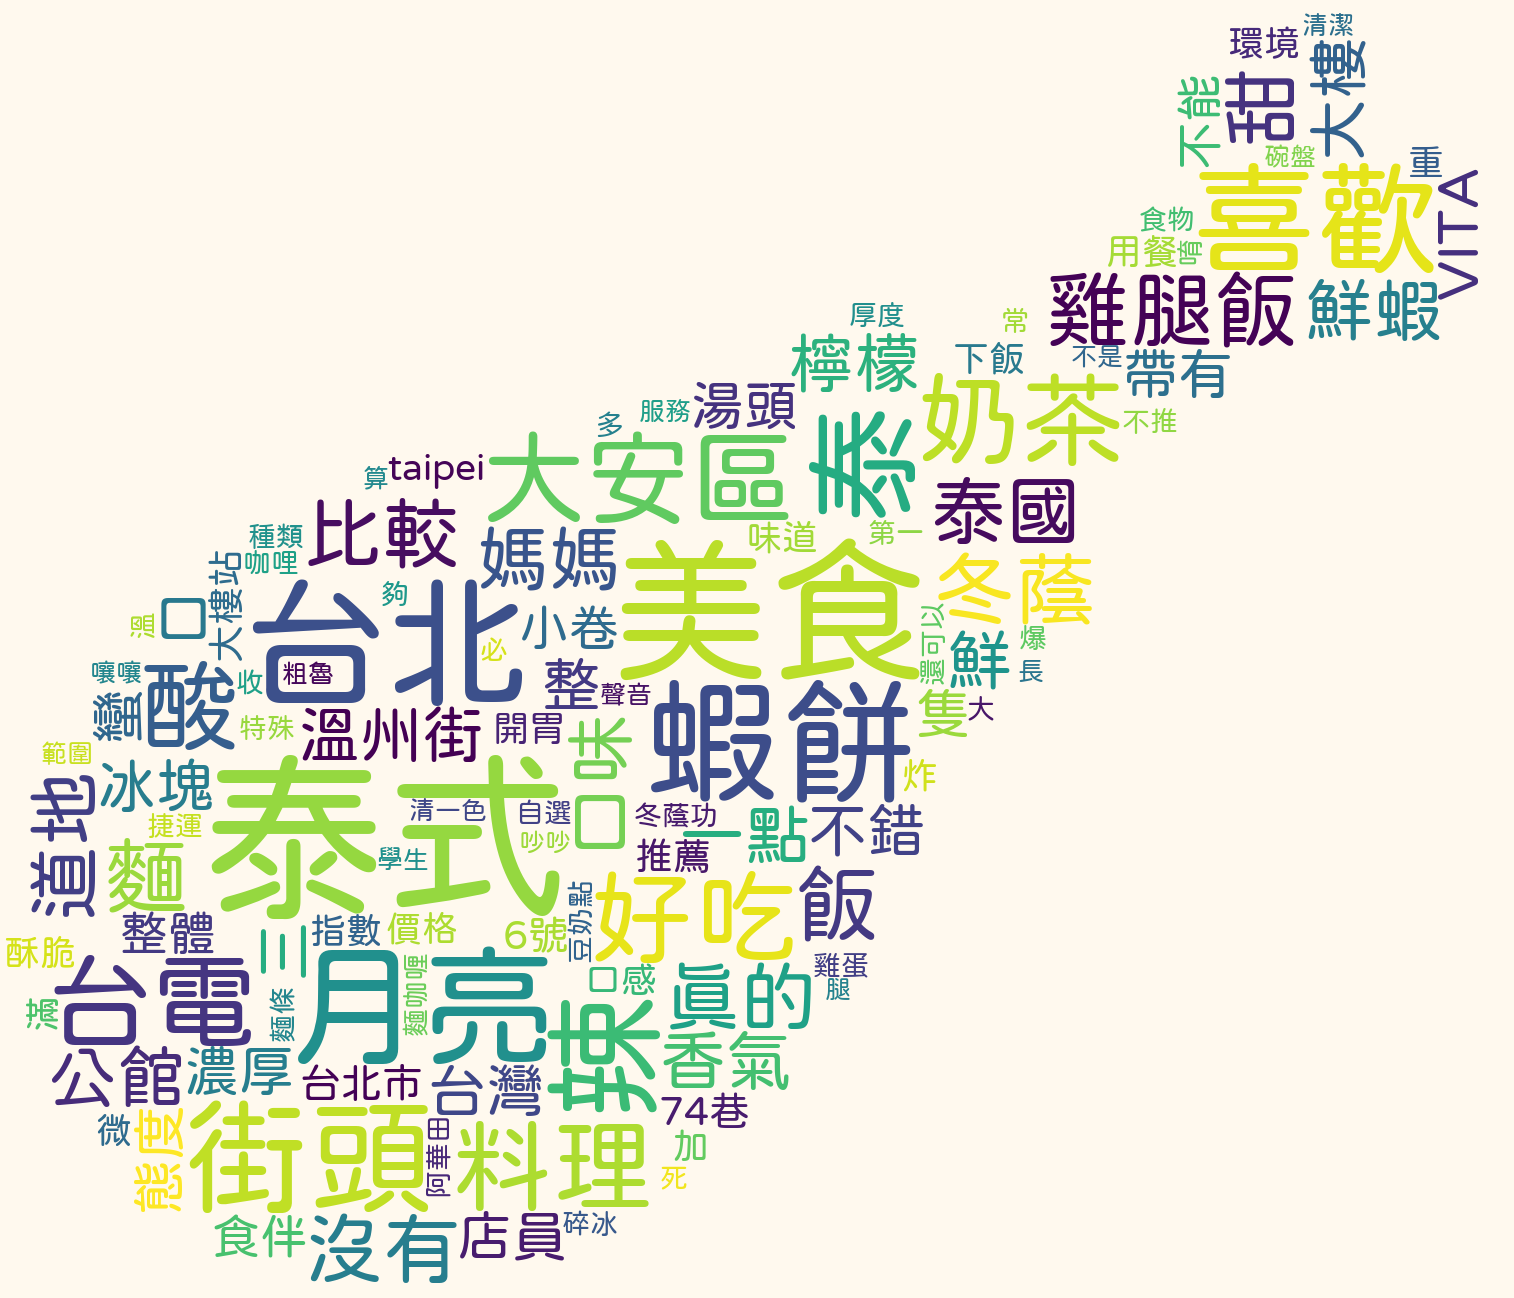 清潔
環境
大樓
甜
不能
碗盤
重
VITA
喜歡
食物
用餐
唷
雞腿飯
鮮蝦
厚度
常
下飯
不是
帶有
檸檬
湯頭
服務
多
奶茶
不推
泰
大安區
算
taipei
泰國
比較
味道
第一
種類
咖哩
媽媽
美食
冬蔭
大樓站
台北
夠
小卷
必
還可以
鮮
爆
長
溫
口
粗魯
收
嚷嚷
酸
蠻
整
聲音
蝦餅
隻
大
特殊
溫州街
開胃
口味
範圍
冰塊
道地
泰式
清一色
自選
吵吵
冬蔭功
一點
不錯
炸
捷運
麵
學生
推薦
好吃
飯
豆奶點
整體
三
指數
價格
6號
酥脆
台電
月亮
麵咖喱
口感
真的
雞蛋
腿
滿
麵條
辣
香氣
公館
濃厚
台北市
台灣
74巷
微
態度
街頭
阿華田
料理
加
死
食伴
沒有
店員
碎冰